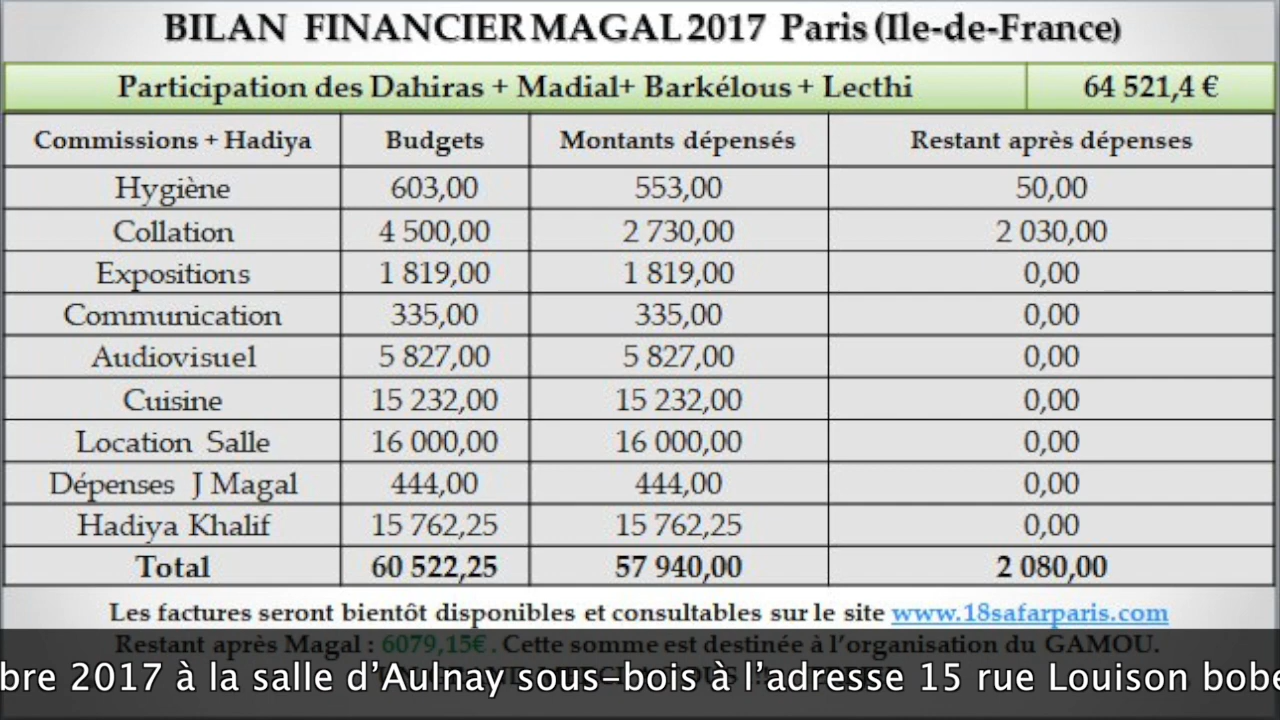 BILAN FINANCIER MAGAL 2017 Paris (Ile-de-France)
Participation des Dahiras + Madial+ Barkélous + Lecthi 64 521,4 €
Commissions + Hadiya Budgets Montants dépensés Restant après dépenses
Hygiène 603,00 553,00 50,00
Collation 4 500,00 2 730,00 2 030,00
Expositions 1 819,00 1 819,00 0,00
Communication 335,00 335,00 0,00
Audiovisuel 5 827,00 5 827,00 0,00
Cuisine 15 232,00 15 232,00 0,00
Location Salle 16 000,00 16 000,00 0,00
Dépenses J Magal 444,00 444,00 0,00
Hadiya Khalif 15 762,25 15 762,25 0,00
Total 60 522,25 57 940,00 2 080,00
Les factures seront bientôt disponibles et consultables sur le site www.18safarparis.com
Restant après Magal : 6079,15€ . Cette somme est destinée à l'organisation du GAMOU.
bre 2017 à la salle d'Aulnay sous-bois à l'adresse 15 rue Louison bobe